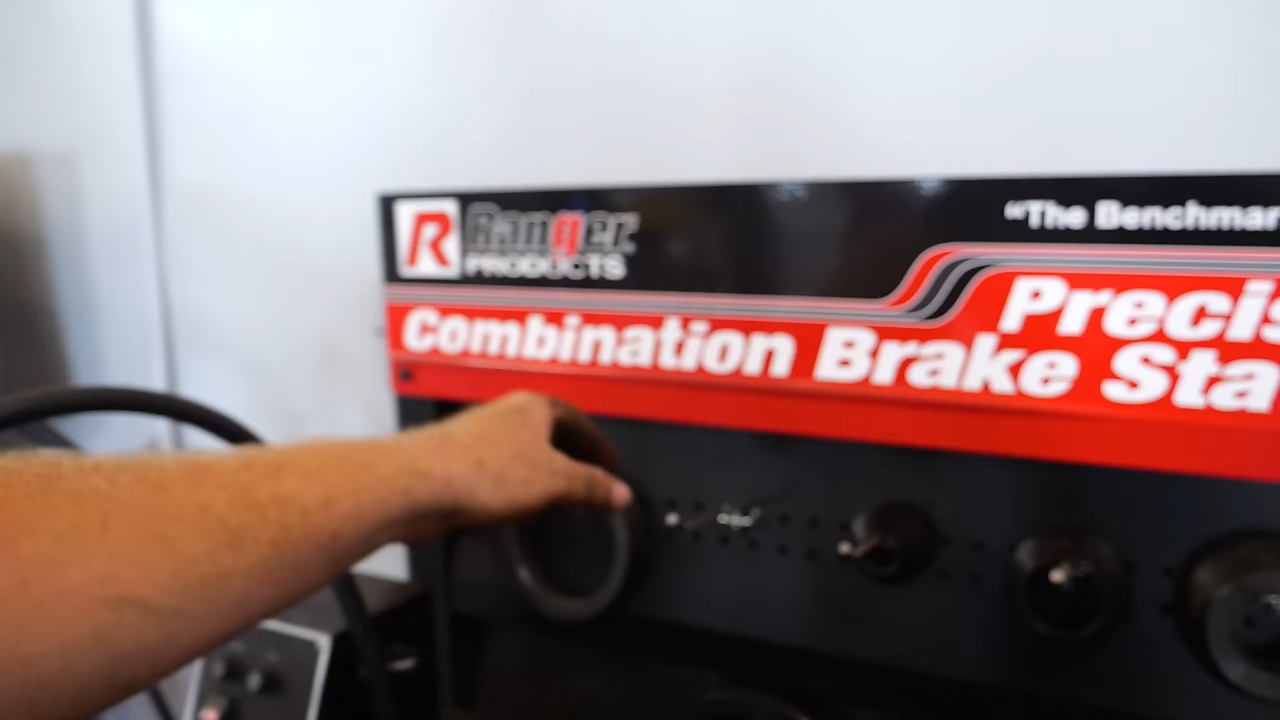 R Ranger
PRODUCTS
“The Benchmar
Precis
Combination Brake Sta